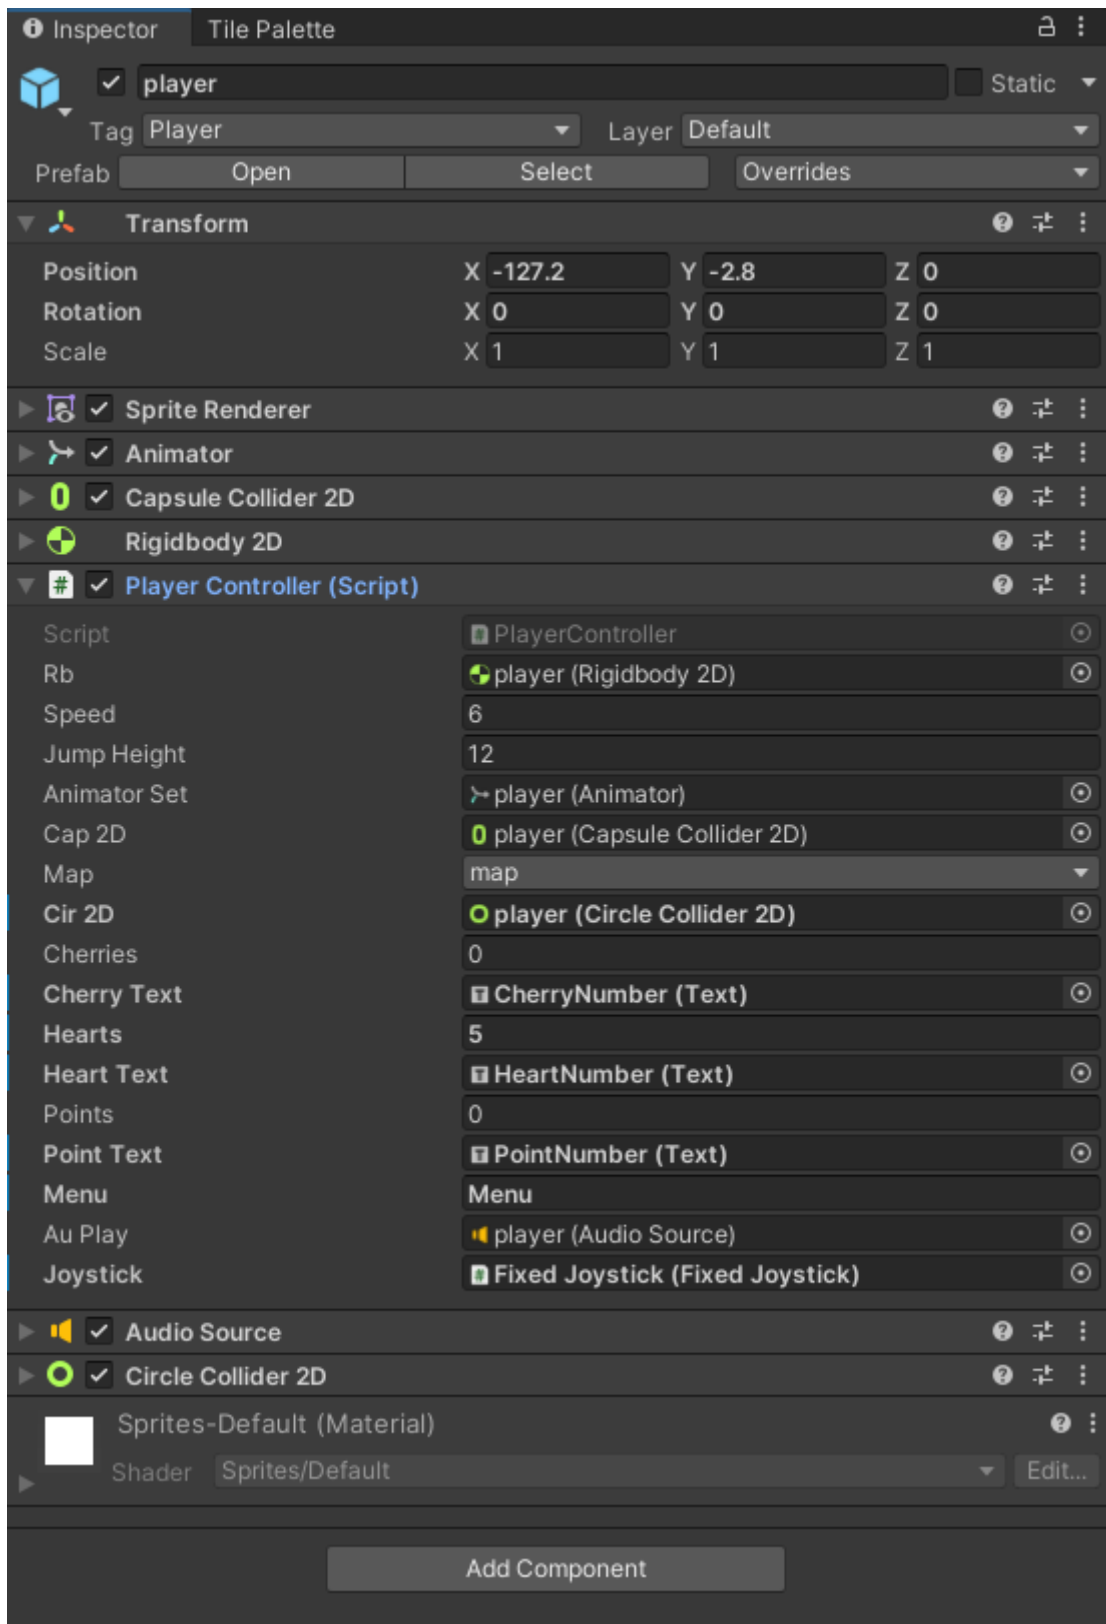 Inspector Tile Palette
player Static
Tag Player Layer Default
Prefab Open Select Overrides
Transform
Position X -127.2 Y -2.8 Z 0
Rotation X 0 Y 0 Z 0
Scale X 1 Y 1 Z 1
Sprite Renderer
Animator
Capsule Collider 2D
Rigidbody 2D
# Player Controller (Script)
Script PlayerController
Rb player (Rigidbody 2D)
Speed 6
Jump Height 12
Animator Set player (Animator)
Cap 2D player (Capsule Collider 2D)
Map map
Cir 2D player (Circle Collider 2D)
Cherries 0
Cherry Text CherryNumber (Text)
Hearts 5
Heart Text HeartNumber (Text)
Points 0
Point Text PointNumber (Text)
Menu Menu
Au Play player (Audio Source)
Joystick Fixed Joystick (Fixed Joystick)
Audio Source
Circle Collider 2D
Sprites-Default (Material)
Shader Sprites/Default Edit...
Add Component